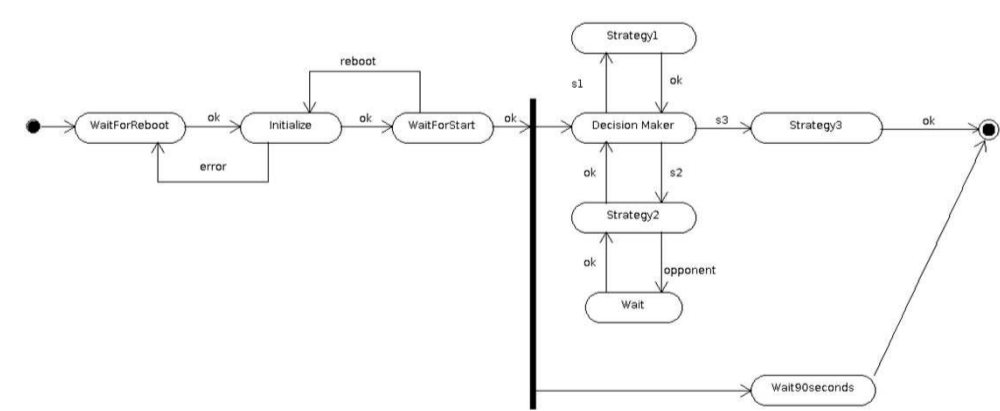 Strategy1
reboot
s1
ok
WaitForReboot
ok
Initialize
ok
WaitForStart
ok
Decision Maker
s3
Strategy3
ok
error
ok
s2
Strategy2
ok
opponent
Wait
Wait90seconds